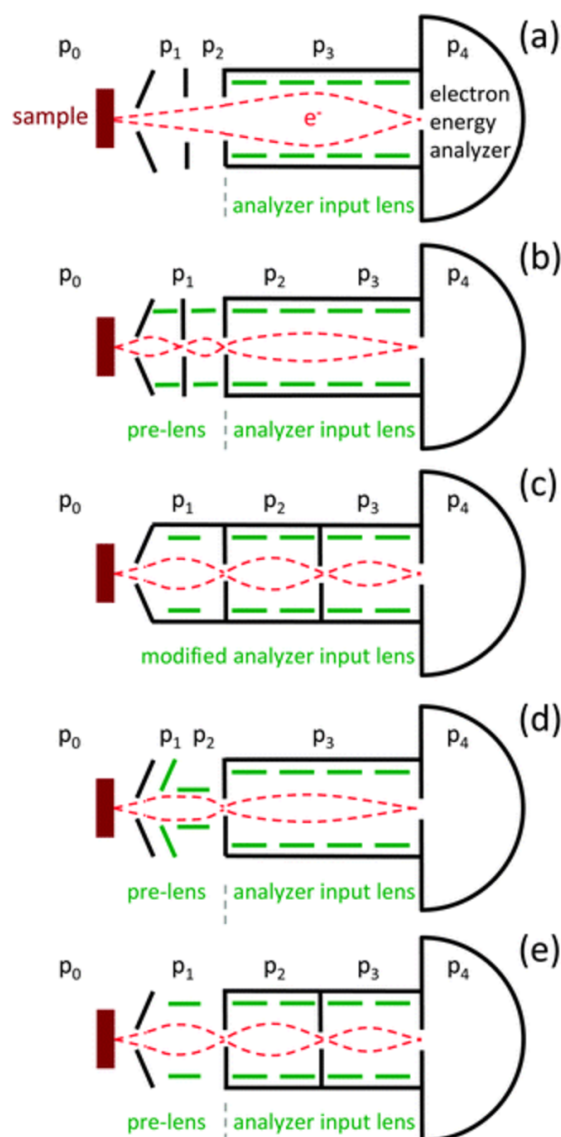 (a)
p₀ p₁ p₂ p₃ p₄
sample
e⁻
electron
energy
analyzer
analyzer input lens
(b)
p₀ p₁ p₂ p₃ p₄
pre-lens analyzer input lens
(c)
p₀ p₁ p₂ p₃ p₄
modified analyzer input lens
(d)
p₀ p₁ p₂ p₃ p₄
pre-lens analyzer input lens
(e)
p₀ p₁ p₂ p₃ p₄
pre-lens analyzer input lens